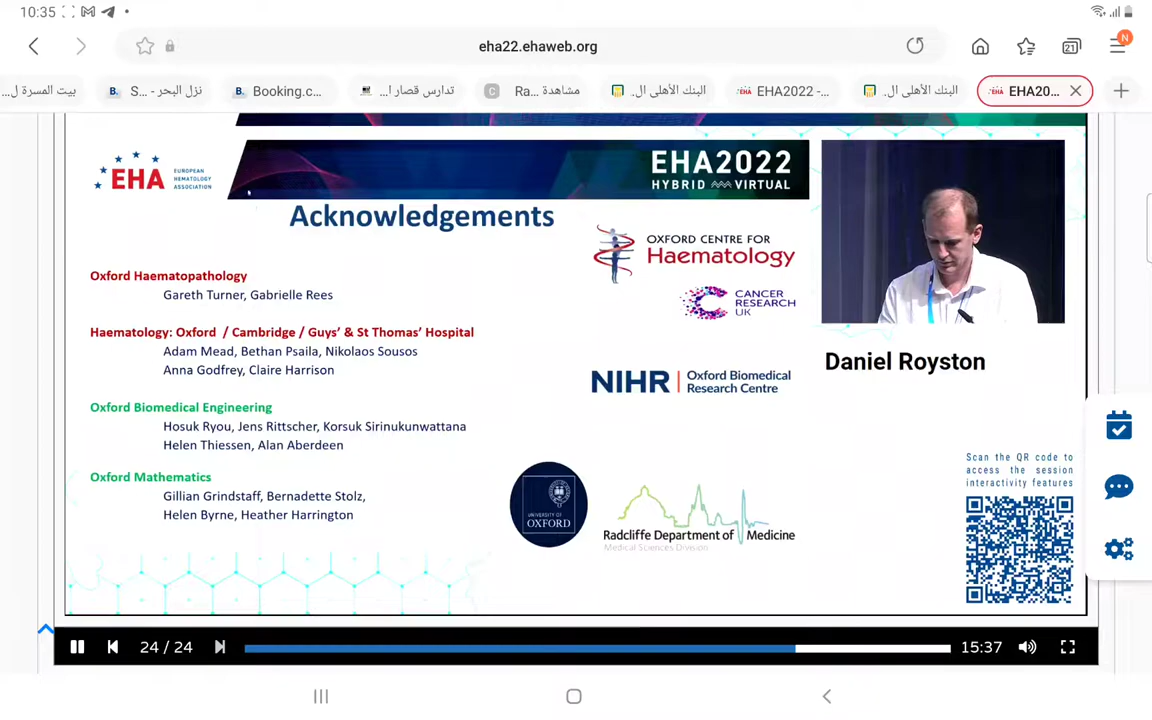 10:35
21
N
eha22.ehaweb.org
بيت المسرة ل...
B. نزل البحر - ...S
B. Booking.c...
تدارس قصار ا...
C مشاهدة ...Ra
البنك الأهلي ال...
EHA EHA2022 -...
البنك الأهلي ال...
EHA EHA20...
EHA EUROPEAN
HEMATOLOGY
ASSOCIATION
EHA2022
HYBRID VIRTUAL
Acknowledgements
OXFORD CENTRE FOR
Haematology
CANCER
RESEARCH
UK
Oxford Haematopathology
Gareth Turner, Gabrielle Rees
Haematology: Oxford / Cambridge / Guys' & St Thomas' Hospital
Adam Mead, Bethan Psaila, Nikolaos Sousos
Anna Godfrey, Claire Harrison
NIHR Oxford Biomedical
Research Centre
Daniel Royston
Oxford Biomedical Engineering
Hosuk Ryou, Jens Rittscher, Korsuk Sirinukunwattana
Helen Thiessen, Alan Aberdeen
Oxford Mathematics
Gillian Grindstaff, Bernadette Stolz,
Helen Byrne, Heather Harrington
UNIVERSITY OF
OXFORD
Radcliffe Department of Medicine
Medical Sciences Division
Scan the QR code to
access the session
interactivity features
24 / 24
15:37